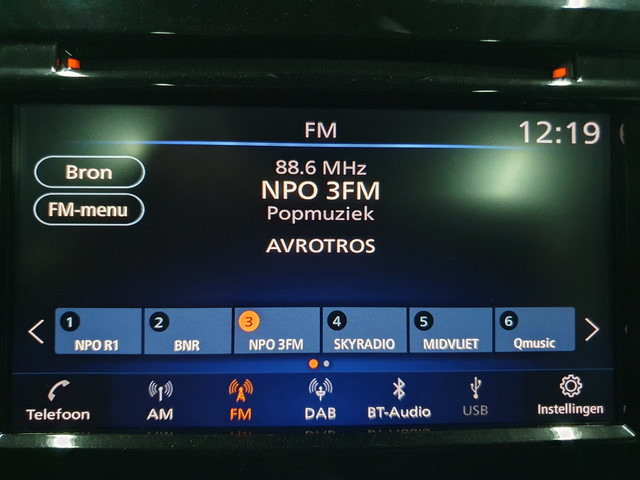 FM
12:19
Bron
FM-menu
88.6 MHz
NPO 3FM
Popmuziek
AVROTROS
1
NPO R1
2
BNR
3
NPO 3FM
4
SKYRADIO
5
MIDVLIET
6
Qmusic
Telefoon
AM
FM
DAB
BT-Audio
USB
Instellingen